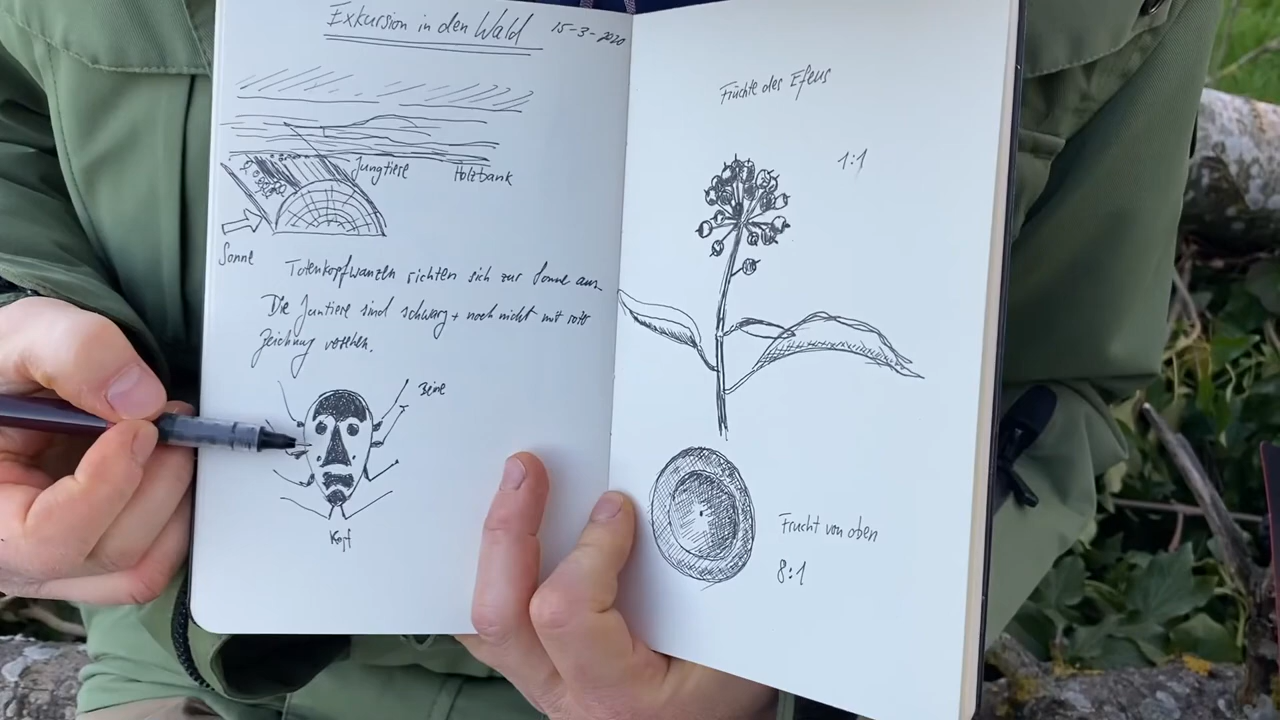 Exkursion in den Wald 15-3-2020
Jungtiere
Holzbank
Sonne
Totenkopfwanzen richten sich zur Sonne aus.
Die Juntiere sind schwarz + noch nicht mit roter
Zeichnung versehen.
Beine
Kopf
Früchte des Efeus
1:1
Frucht von oben
8:1